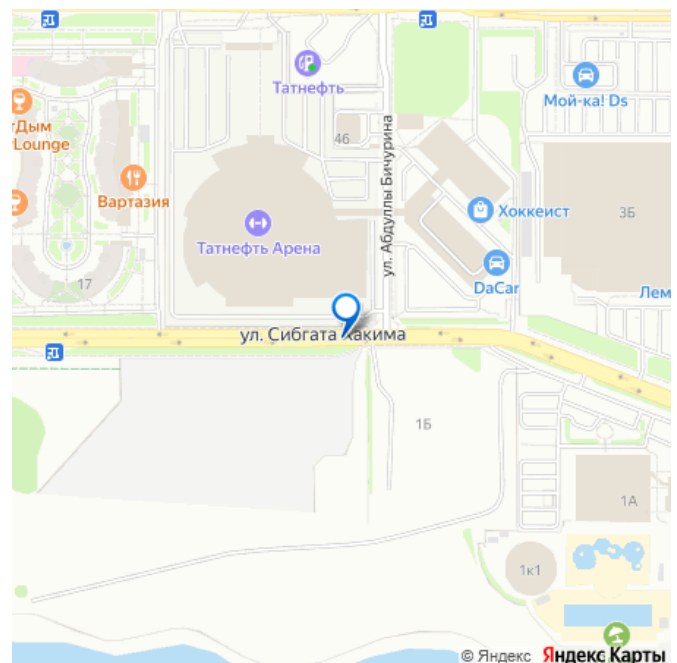 Татнефть
Мой-ка! Ds
тДым
Lounge
46
ул. Абдуллы Бичурина
Вартазия
Хоккеист
3Б
Татнефть Арена
17
DaCar
Лем
ул. Сибгата Хакима
1Б
1А
1к1
© Яндекс Яндекс Карты